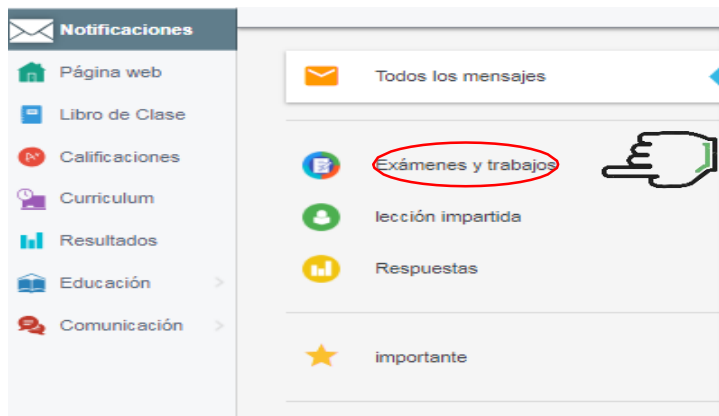 Notificaciones
Página web
Libro de Clase
Calificaciones
Curriculum
Resultados
Educación
Comunicación
Todos los mensajes
Exámenes y trabajos
lección impartida
Respuestas
importante